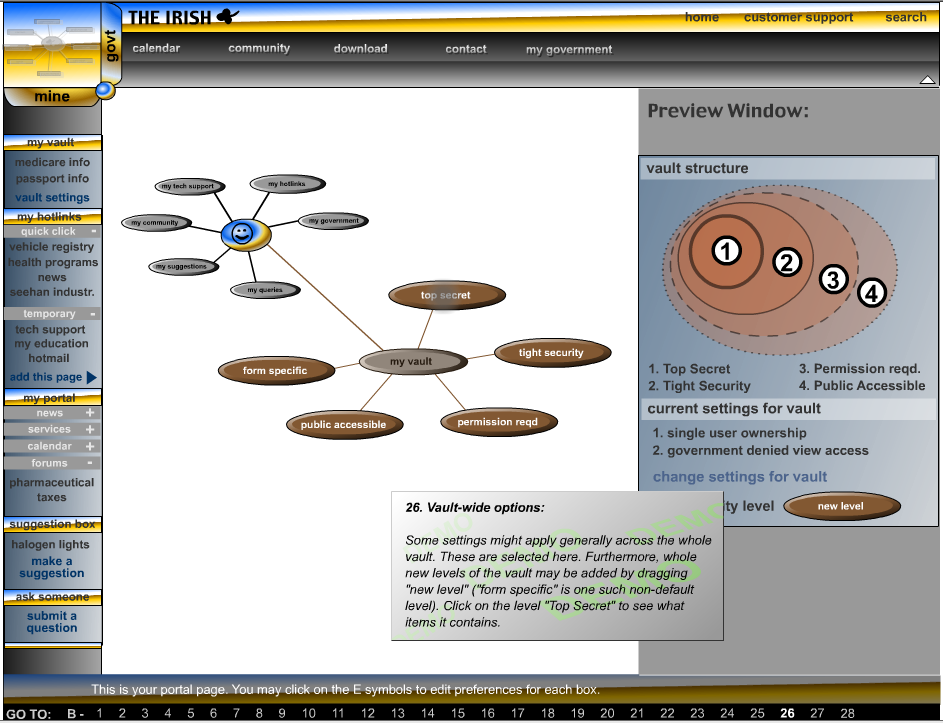 THE IRISH
home customer support search
govt
calendar community download contact my government
mine
my vault
medicare info
passport info
vault settings
my hotlinks
quick click -
vehicle registry
health programs
news
seehan industr.
temporary -
tech support
my education
hotmail
add this page
my portal
news +
services +
calendar +
forums -
pharmaceutical
taxes
suggestion box
halogen lights
make a
suggestion
ask someone
submit a
question
my tech support
my hotlinks
my community
my government
my suggestions
my queries
top secret
my vault
tight security
form specific
public accessible
permission reqd
Preview Window:
vault structure
1 2 3 4
1. Top Secret 3. Permission reqd.
2. Tight Security 4. Public Accessible
current settings for vault
1. single user ownership
2. government denied view access
change settings for vault
ty level new level
26. Vault-wide options:
Some settings might apply generally across the whole
vault. These are selected here. Furthermore, whole
new levels of the vault may be added by dragging
"new level" ("form specific" is one such non-default
level). Click on the level "Top Secret" to see what
items it contains.
DEMO
DEMO
DEMO
This is your portal page. You may click on the E symbols to edit preferences for each box.
GO TO: B - 1 2 3 4 5 6 7 8 9 10 11 12 13 14 15 16 17 18 19 20 21 22 23 24 25 26 27 28